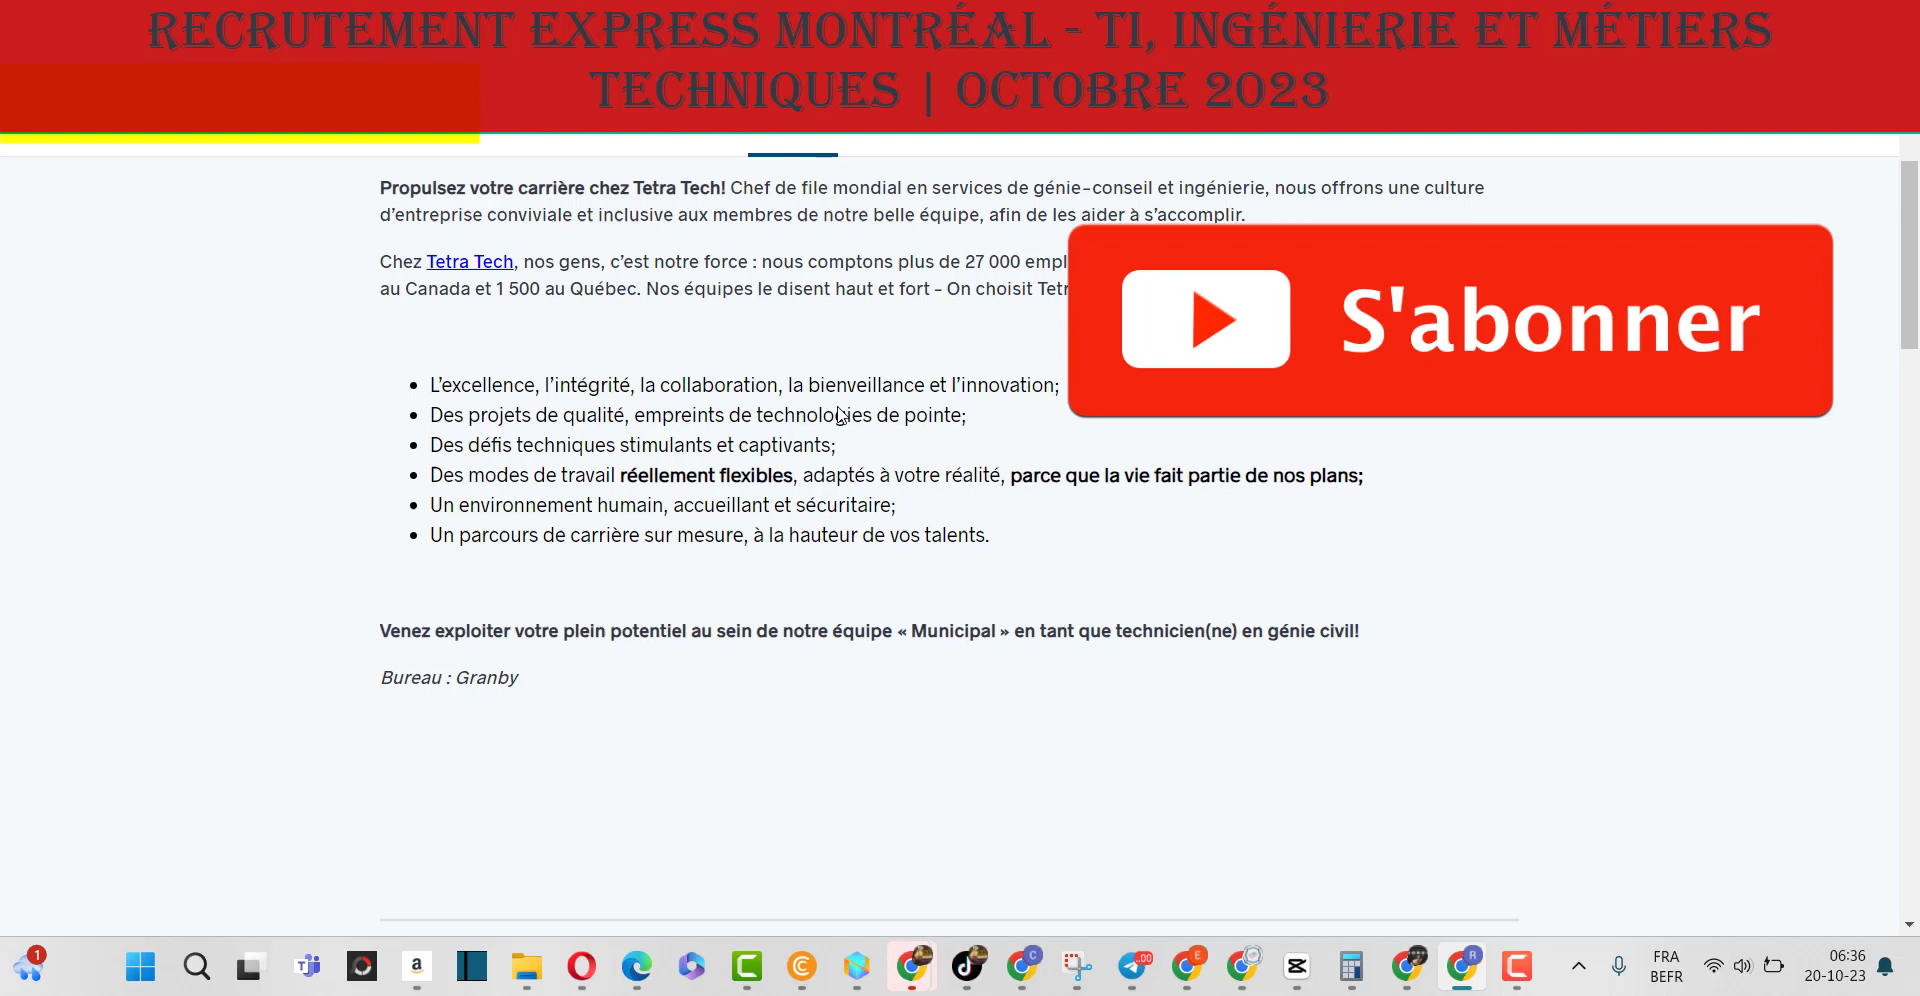 RECRUTEMENT EXPRESS MONTRÉAL - TI, INGÉNIERIE ET MÉTIERS
TECHNIQUES | OCTOBRE 2023
Propulsez votre carrière chez Tetra Tech! Chef de file mondial en services de génie-conseil et ingénierie, nous offrons une culture
d’entreprise conviviale et inclusive aux membres de notre belle équipe, afin de les aider à s’accomplir.
Chez Tetra Tech, nos gens, c’est notre force : nous comptons plus de 27 000
au Canada et 1 500 au Québec. Nos équipes le disent haut et fort - On choisit
S'abonner
L’excellence, l’intégrité, la collaboration, la bienveillance et l’innovation;
Des projets de qualité, empreints de technologies de pointe;
Des défis techniques stimulants et captivants;
Des modes de travail réellement flexibles, adaptés à votre réalité, parce que la vie fait partie de nos plans;
Un environnement humain, accueillant et sécuritaire;
Un parcours de carrière sur mesure, à la hauteur de vos talents.
Venez exploiter votre plein potentiel au sein de notre équipe « Municipal » en tant que technicien(ne) en génie civil!
Bureau : Granby
1
a
.00
E
C
R
FRA
BEFR
06:36
20-10-23